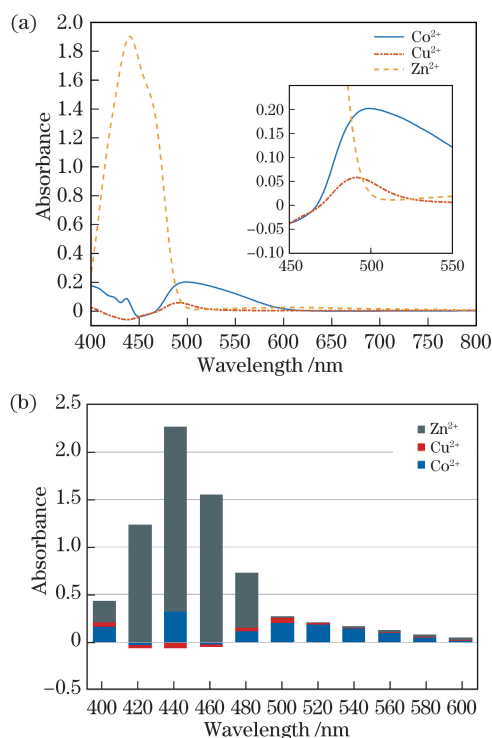 (a)
2.0
1.8
1.6
1.4
1.2
1.0
0.8
0.6
0.4
0.2
0
Absorbance
Co²⁺
Cu²⁺
Zn²⁺
0.20
0.15
0.10
0.05
0
−0.05
−0.10
450 500 550
400 450 500 550 600 650 700 750 800
Wavelength /nm
(b)
2.5
2.0
1.5
1.0
0.5
0
−0.5
Absorbance
Zn²⁺
Cu²⁺
Co²⁺
400 420 440 460 480 500 520 540 560 580 600
Wavelength /nm